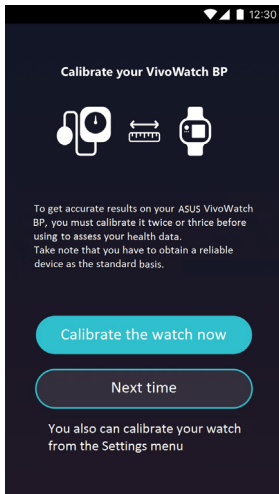 12:30
Calibrate your VivoWatch BP
To get accurate results on your ASUS VivoWatch
BP, you must calibrate it twice or thrice before
using to assess your health data.
Take note that you have to obtain a reliable
device as the standard basis.
Calibrate the watch now
Next time
You also can calibrate your watch
from the Settings menu